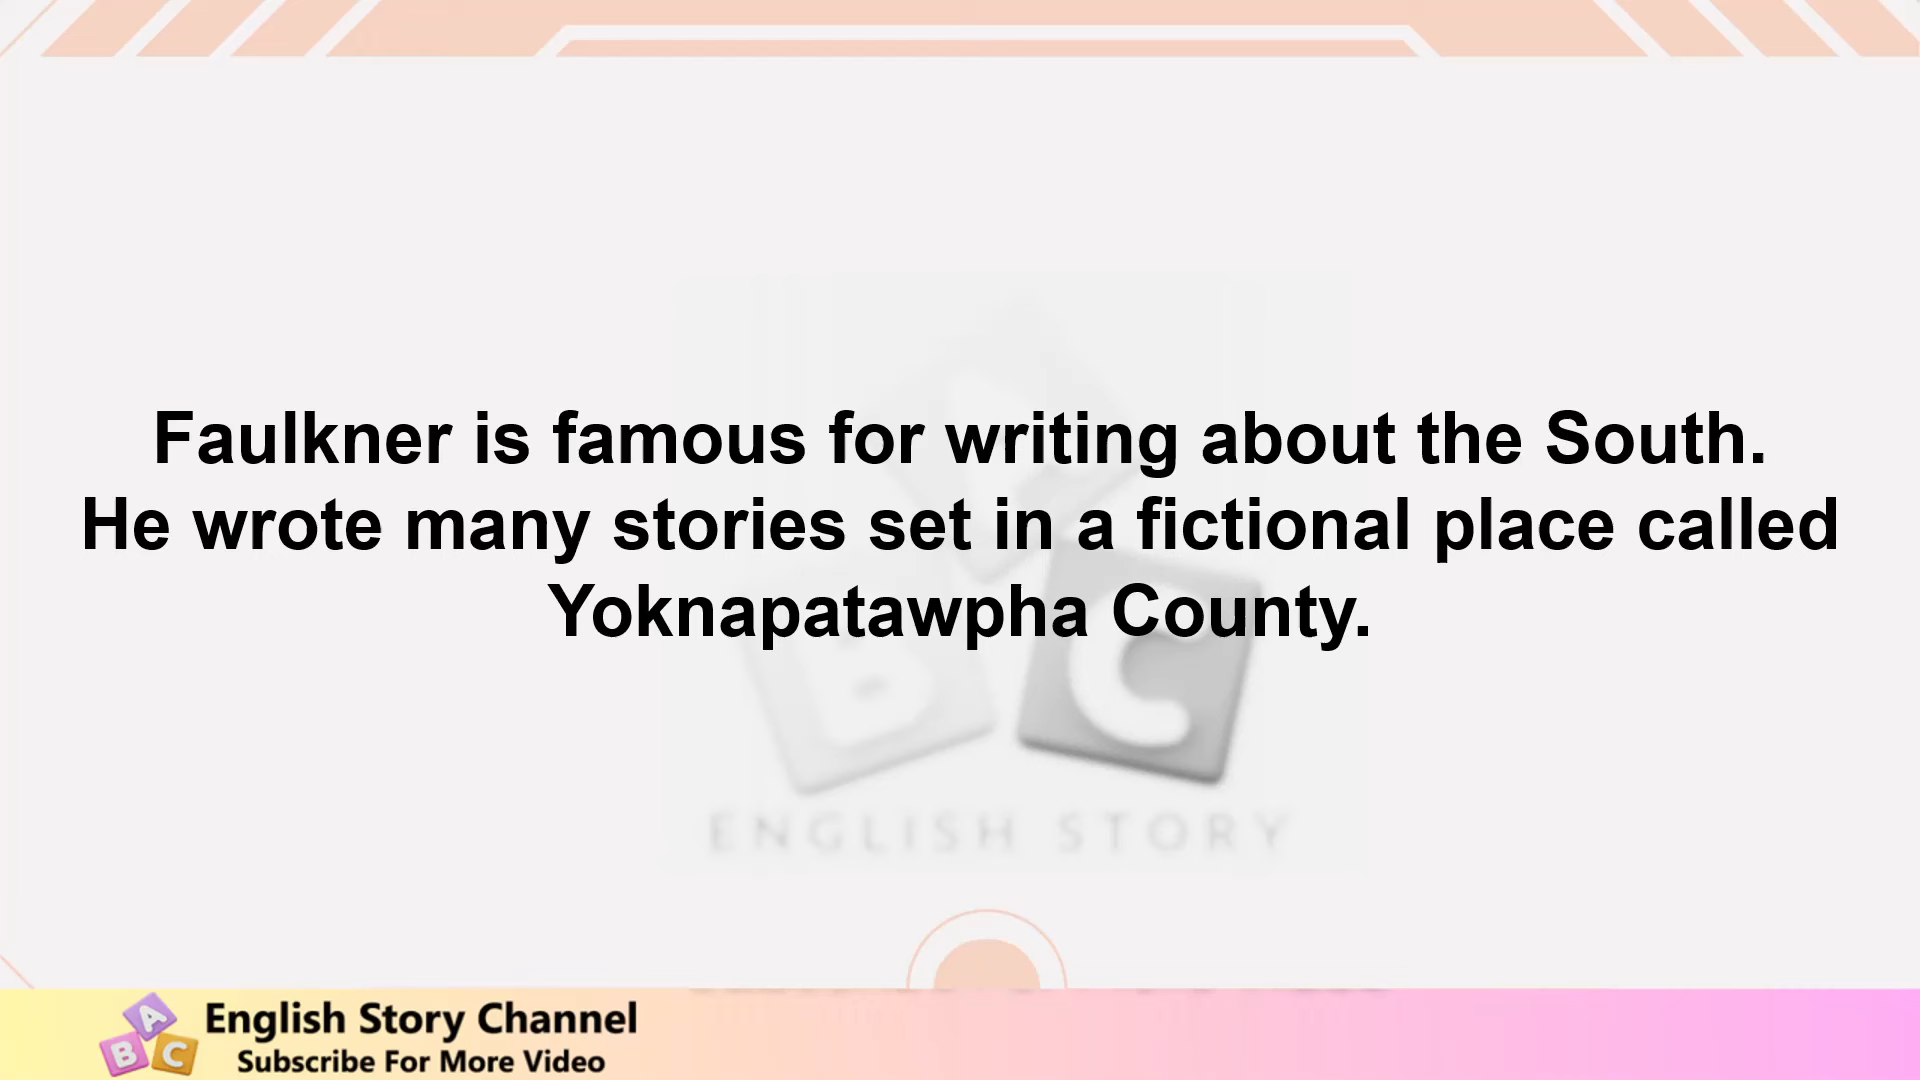 Faulkner is famous for writing about the South.
He wrote many stories set in a fictional place called
Yoknapatawpha County.
A
B
C
ENGLISH STORY
A
B
C
English Story Channel
Subscribe For More Video